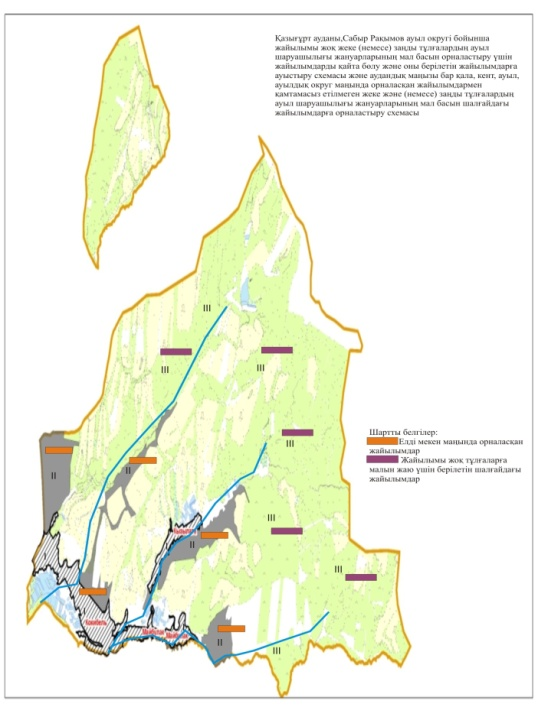 Қазығұрт ауданы,Сабыр Рақымов ауыл округі бойынша
жайылымы жоқ жеке (немесе) заңды тұлғалардың ауыл
шаруашылығы жануарларының мал басын орналастыру үшін
жайылымдарды қайта бөлу және оны берілетін жайылымдарға
ауыстыру схемасы және аудандық маңызы бар қала, кент, ауыл,
ауылдық округ маңында орналасқан жайылымдармен
қамтамасыз етілмеген жеке және (немесе) заңды тұлғалардың
ауыл шаруашылығы жануарларының мал басын шалғайдағы
жайылымдарға орналастыру схемасы
III
III
III
III
Шартты белгілер:
Елді мекен маңында орналасқан
жайылымдар
Жайылымы жоқ тұлғаларға
малын жаю үшін берілетін шалғайдағы
жайылымдар
II
II
III
II
III
Какибель
II
III